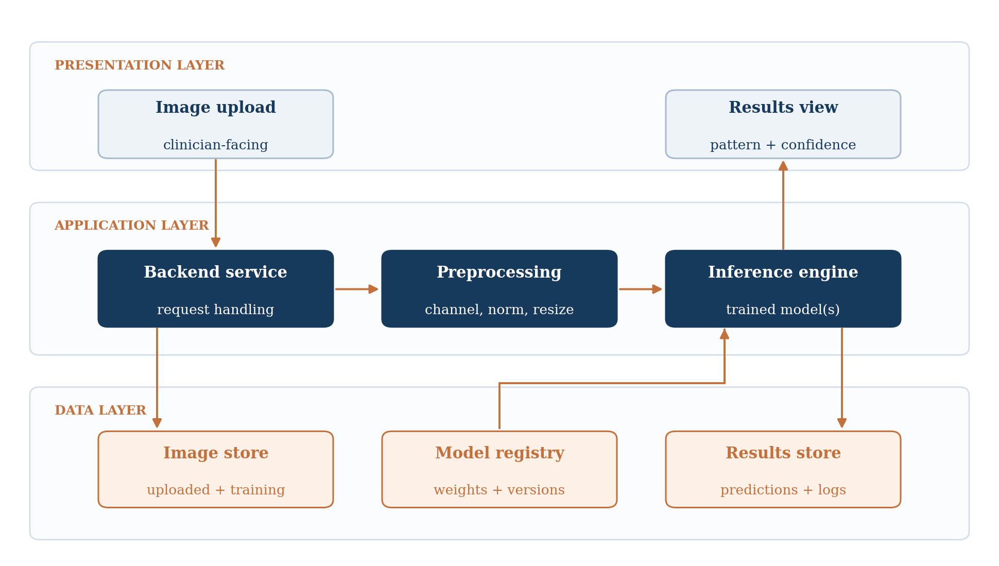 PRESENTATION LAYER
Image upload
clinician-facing
Results view
pattern + confidence
APPLICATION LAYER
Backend service
request handling
Preprocessing
channel, norm, resize
Inference engine
trained model(s)
DATA LAYER
Image store
uploaded + training
Model registry
weights + versions
Results store
predictions + logs